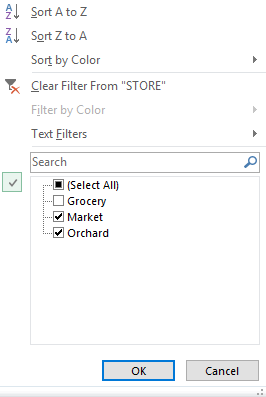 Sort A to Z
Sort Z to A
Sort by Color
Clear Filter From "STORE"
Filter by Color
Text Filters
Search
(Select All)
Grocery
Market
Orchard
OK
Cancel